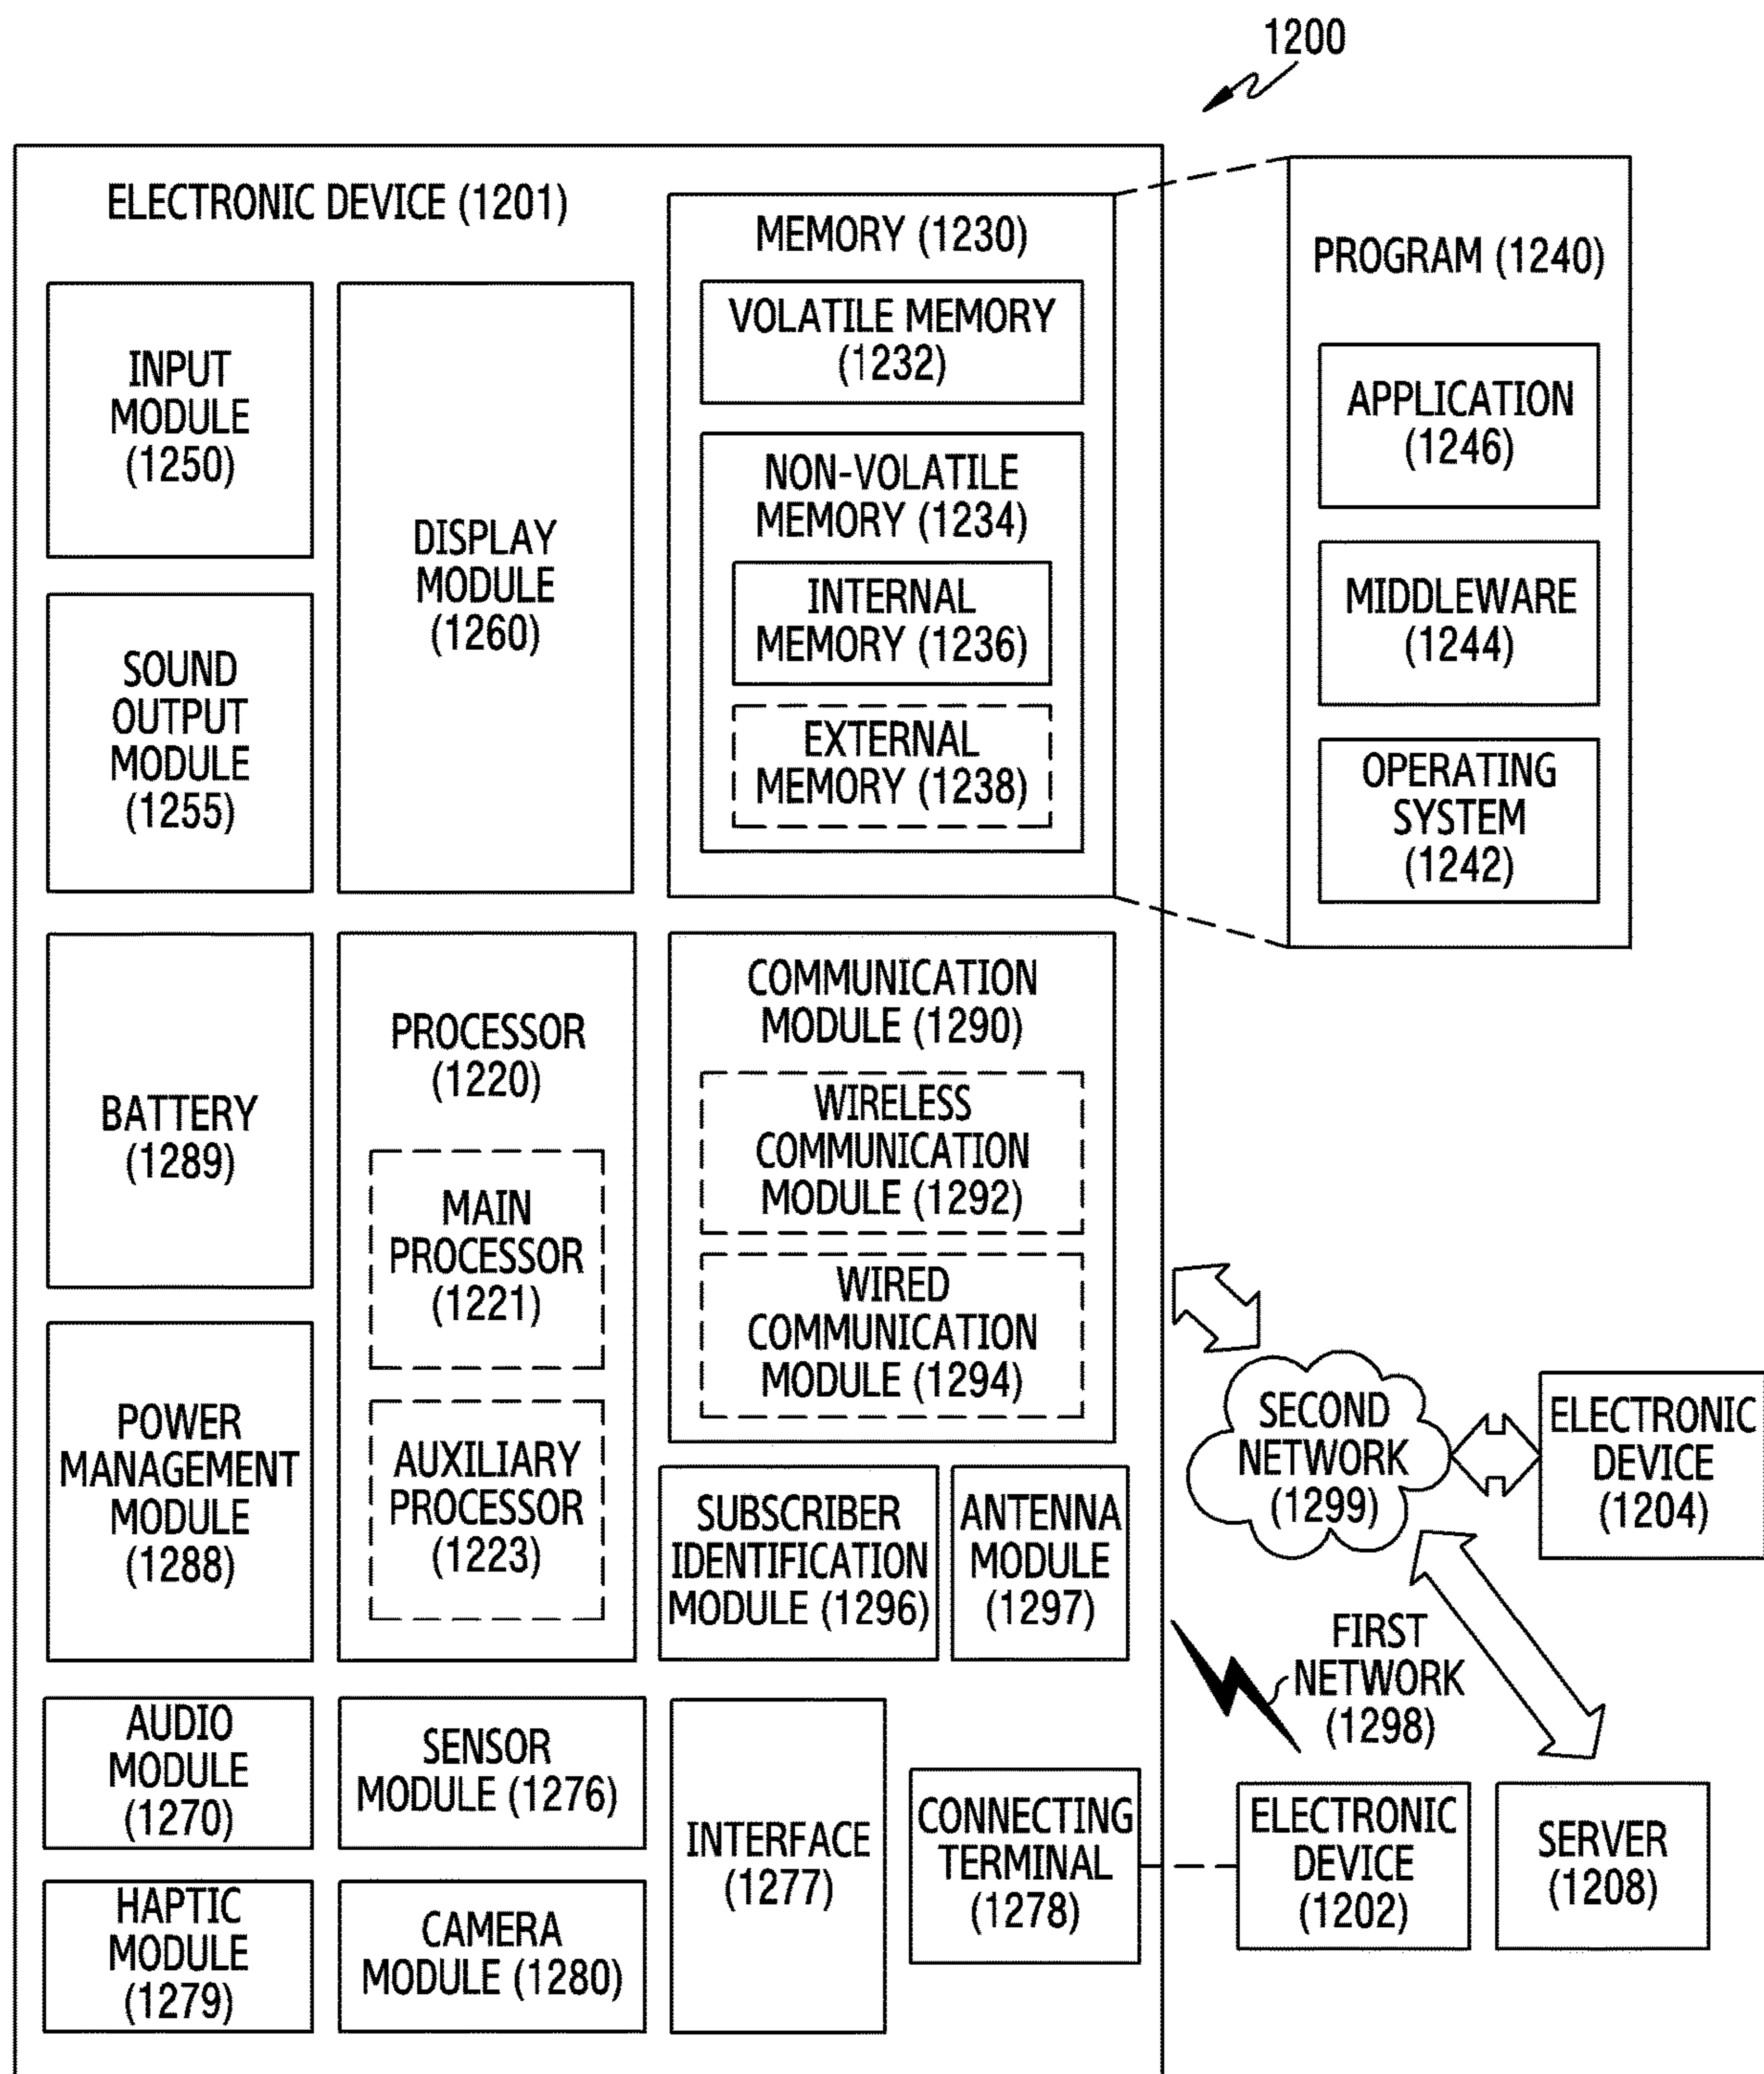 1200
ELECTRONIC DEVICE (1201)
INPUT
MODULE
(1250)
SOUND
OUTPUT
MODULE
(1255)
DISPLAY
MODULE
(1260)
MEMORY (1230)
VOLATILE MEMORY
(1232)
NON-VOLATILE
MEMORY (1234)
INTERNAL
MEMORY (1236)
EXTERNAL
MEMORY (1238)
PROGRAM (1240)
APPLICATION
(1246)
MIDDLEWARE
(1244)
OPERATING
SYSTEM
(1242)
BATTERY
(1289)
POWER
MANAGEMENT
MODULE
(1288)
PROCESSOR
(1220)
MAIN
PROCESSOR
(1221)
AUXILIARY
PROCESSOR
(1223)
COMMUNICATION
MODULE (1290)
WIRELESS
COMMUNICATION
MODULE (1292)
WIRED
COMMUNICATION
MODULE (1294)
SUBSCRIBER
IDENTIFICATION
MODULE (1296)
ANTENNA
MODULE
(1297)
SECOND
NETWORK
(1299)
ELECTRONIC
DEVICE
(1204)
FIRST
NETWORK
(1298)
AUDIO
MODULE
(1270)
SENSOR
MODULE (1276)
HAPTIC
MODULE
(1279)
CAMERA
MODULE (1280)
INTERFACE
(1277)
CONNECTING
TERMINAL
(1278)
ELECTRONIC
DEVICE
(1202)
SERVER
(1208)